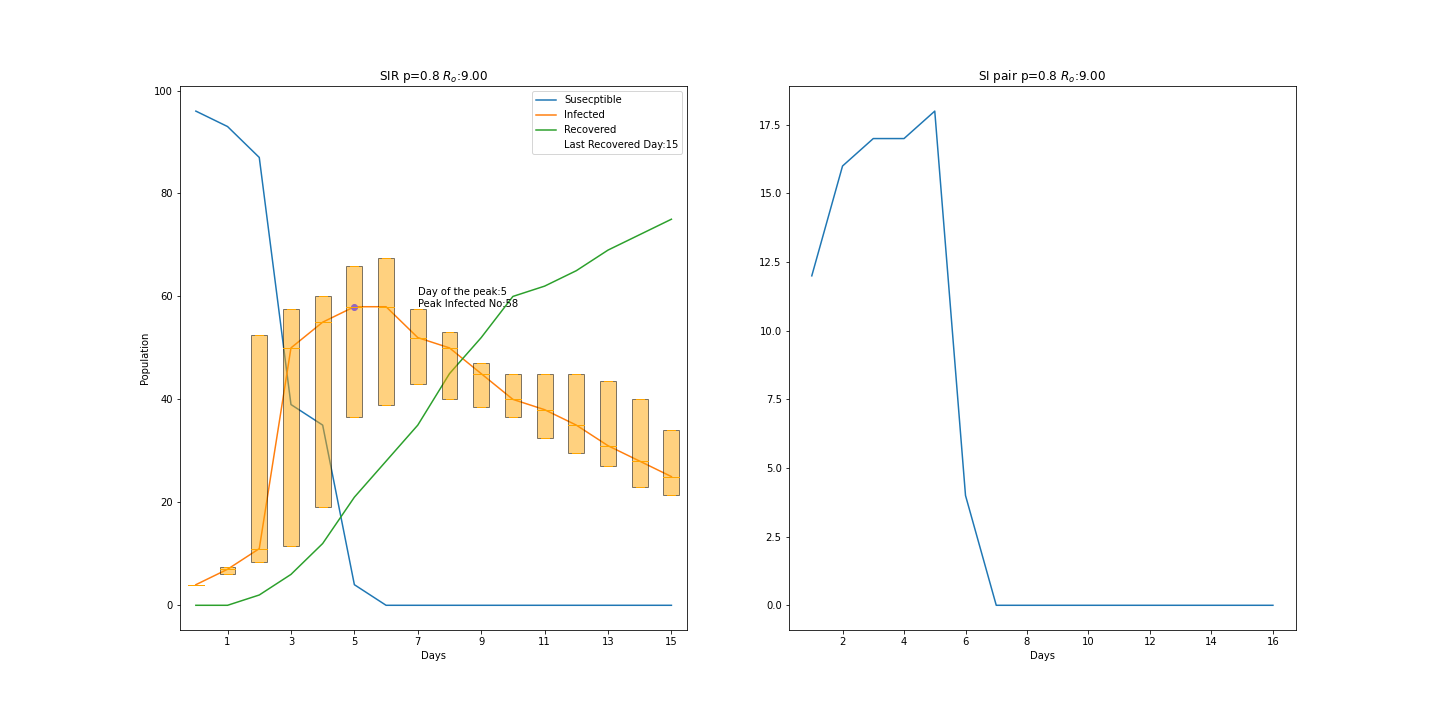 SIR p=0.8 Rₒ:9.00
100
80
60
40
20
0
Population
Susecptible
Infected
Recovered
Last Recovered Day:15
Day of the peak:5
Peak Infected No:58
1 3 5 7 9 11 13 15
Days
SI pair p=0.8 Rₒ:9.00
17.5
15.0
12.5
10.0
7.5
5.0
2.5
0.0
2 4 6 8 10 12 14 16
Days